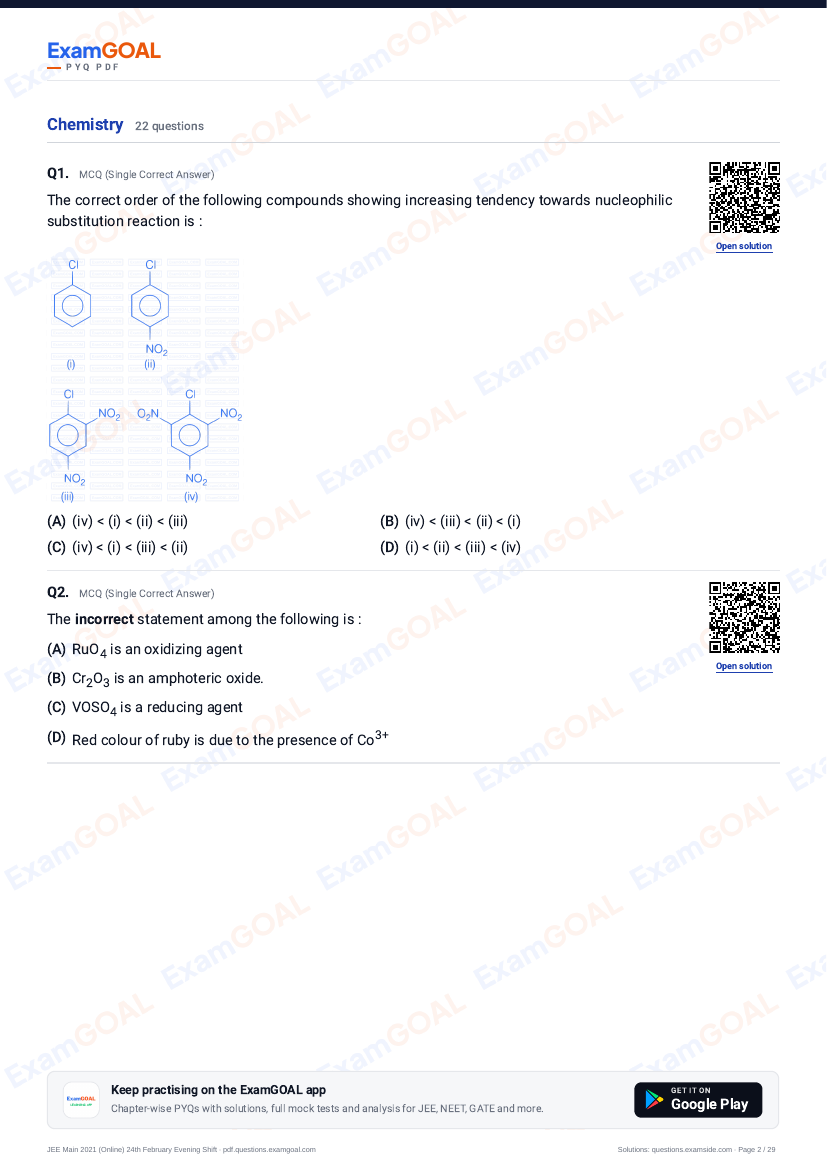 ExamGOAL
PYQ PDF
Chemistry 22 questions
Q1. MCQ (Single Correct Answer)
The correct order of the following compounds showing increasing tendency towards nucleophilic
substitution reaction is :
Open solution
Cl Cl
NO2
(i) (ii)
Cl Cl
NO2 O2N NO2
NO2 NO2
(iii) (iv)
(A) (iv) < (i) < (ii) < (iii) (B) (iv) < (iii) < (ii) < (i)
(C) (iv) < (i) < (iii) < (ii) (D) (i) < (ii) < (iii) < (iv)
Q2. MCQ (Single Correct Answer)
The incorrect statement among the following is :
(A) RuO4 is an oxidizing agent
Open solution
(B) Cr2O3 is an amphoteric oxide.
(C) VOSO4 is a reducing agent
(D) Red colour of ruby is due to the presence of Co3+
ExamGOAL
Keep practising on the ExamGOAL app
Chapter-wise PYQs with solutions, full mock tests and analysis for JEE, NEET, GATE and more.
GET IT ON
Google Play
JEE Main 2021 (Online) 24th February Evening Shift · pdf.questions.examgoal.com Solutions: questions.examside.com · Page 2 / 29